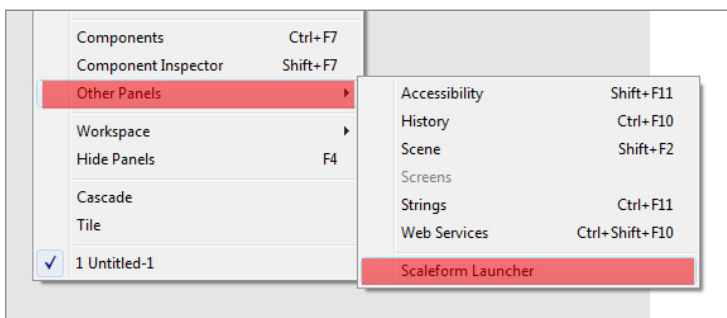 Components Ctrl+F7
Component Inspector Shift+F7
Other Panels
Workspace
Hide Panels F4
Cascade
Tile
1 Untitled-1
Accessibility Shift+F11
History Ctrl+F10
Scene Shift+F2
Screens
Strings Ctrl+F11
Web Services Ctrl+Shift+F10
Scaleform Launcher